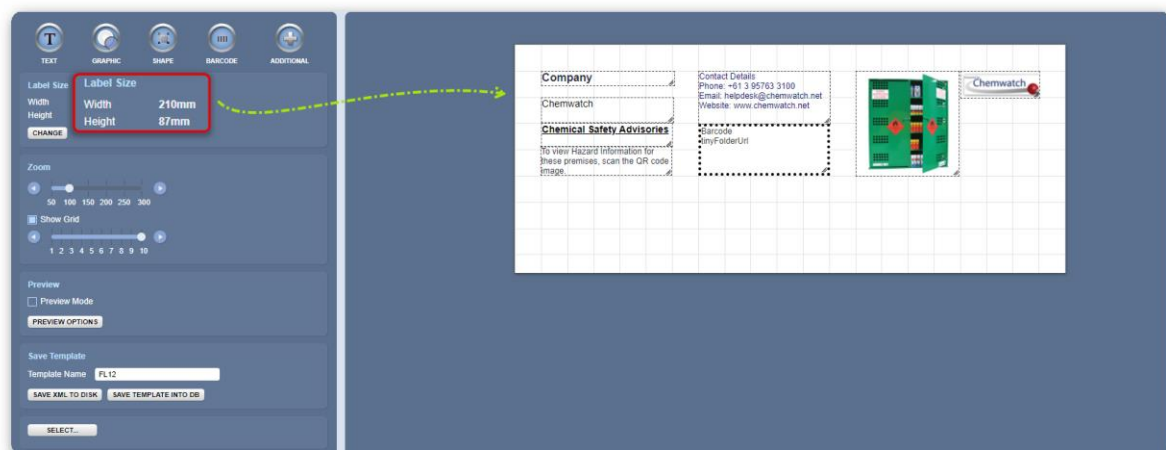 TEXT
GRAPHIC
SHAPE
BARCODE
ADDITIONAL
Label Size
Width
Height
CHANGE
Label Size
Width 210mm
Height 87mm
Zoom
50 100 150 200 250 300
Show Grid
1 2 3 4 5 6 7 8 9 10
Preview
Preview Mode
PREVIEW OPTIONS
Save Template
Template Name FL12
SAVE XML TO DISK SAVE TEMPLATE INTO DB
SELECT...
Company
Chemwatch
Chemical Safety Advisories
To view Hazard Information for
these premises, scan the QR code
image.
Contact Details
Phone: +61 3 95763 3100
Email: helpdesk@chemwatch.net
Website: www.chemwatch.net
Barcode
tinyFolderUrl
Chemwatch